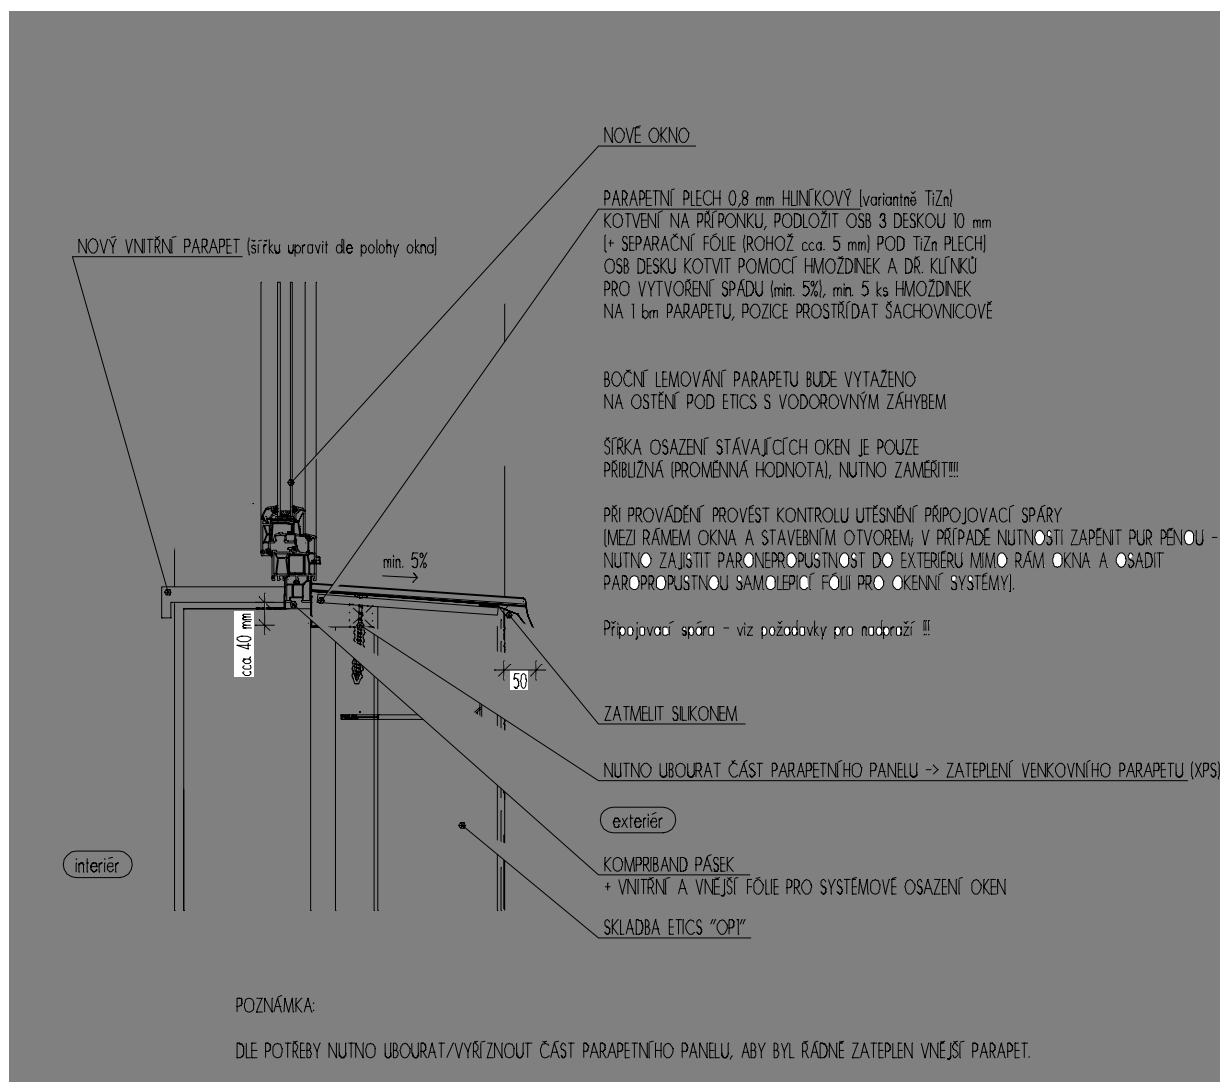 NOVÉ OKNO
PARAPETNÍ PLECH 0,8 mm HLINÍKOVÝ (variantně TiZn)
KOTVENÍ NA PŘÍPONKU, PODLOŽIT OSB 3 DESKOU 10 mm
(+ SEPARAČNÍ FÓLIE (ROHOŽ cca. 5 mm) POD TiZn PLECH)
OSB DESKU KOTVIT POMOCÍ HMOŽDINEK A DŘ. KLÍNKŮ
PRO VYTVOŘENÍ SPÁDU (min. 5%), min. 5 ks HMOŽDINEK
NA 1 bm PARAPETU, POZICE PROSTŘÍDAT ŠACHOVNICOVĚ
NOVÝ VNITŘNÍ PARAPET (šířku upravit dle polohy okna)
BOČNÍ LEMOVÁNÍ PARAPETU BUDE VYTAŽENO
NA OSTĚNÍ POD ETICS S VODOROVNÝM ZÁHYBEM
ŠÍŘKA OSAZENÍ STÁVAJÍCÍCH OKEN JE POUZE
PŘIBLIŽNÁ (PROMĚNNÁ HODNOTA), NUTNO ZAMĚŘIT!!!!
PŘI PROVÁDĚNÍ PROVÉST KONTROLU UTĚSNĚNÍ PŘIPOJOVACÍ SPÁRY
(MEZI RÁMEM OKNA A STAVEBNÍM OTVOREM; V PŘÍPADĚ NUTNOSTI ZAPĚNIT PUR PĚNOU -
NUTNO ZAJISTIT PARONEPROPUSTNOST DO EXTERIÉRU MIMO RÁM OKNA A OSADIT
PAROPROPUSTNOU SAMOLEPICÍ FÓLII PRO OKENNÍ SYSTÉMY).
Připojovací spára - viz požadavky pro nadpraží !!!
min. 5%
cca 40 mm
50
ZATMELIT SILIKONEM
NUTNO UBOURAT ČÁST PARAPETNÍHO PANELU -> ZATEPLENÍ VENKOVNÍHO PARAPETU (XPS)
exteriér
interiér
KOMPRIBAND PÁSEK
+ VNITŘNÍ A VNĚJŠÍ FÓLIE PRO SYSTÉMOVÉ OSAZENÍ OKEN
SKLADBA ETICS "OP1"
POZNÁMKA:
DLE POTŘEBY NUTNO UBOURAT/VYŘÍZNOUT ČÁST PARAPETNÍHO PANELU, ABY BYL ŘÁDNĚ ZATEPLEN VNĚJŠÍ PARAPET.